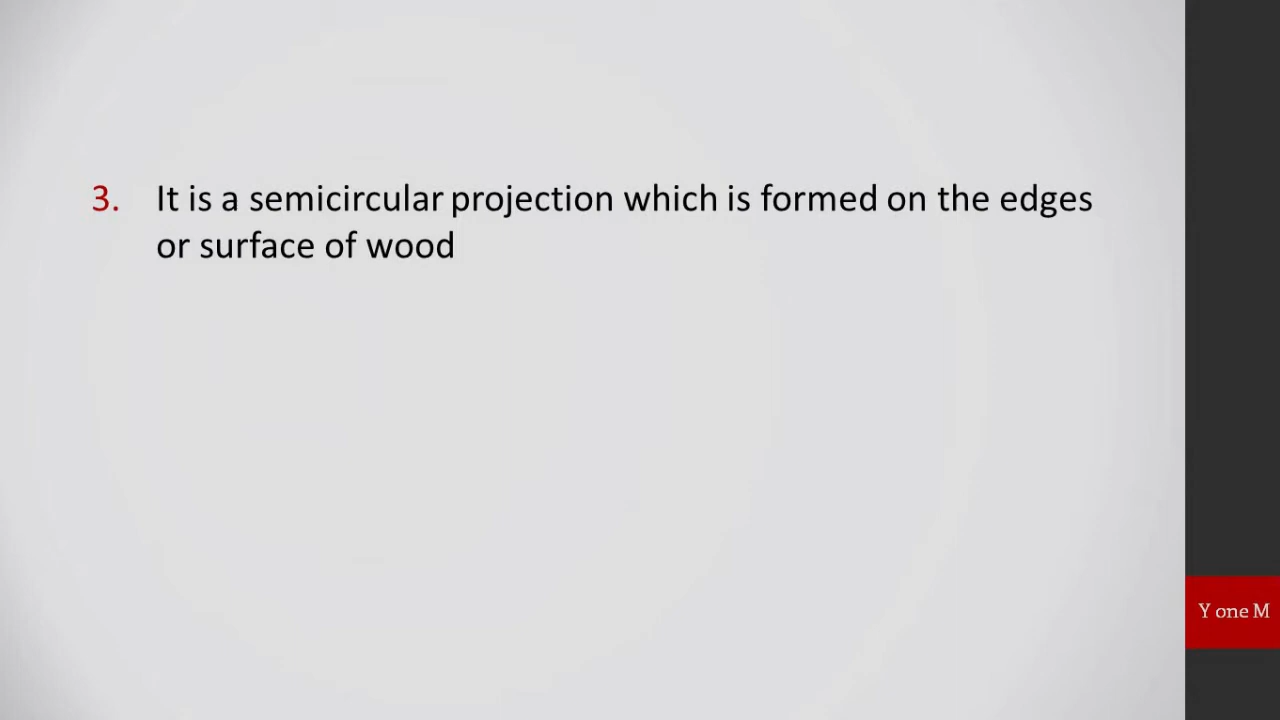 3. It is a semicircular projection which is formed on the edges
or surface of wood
Y one M